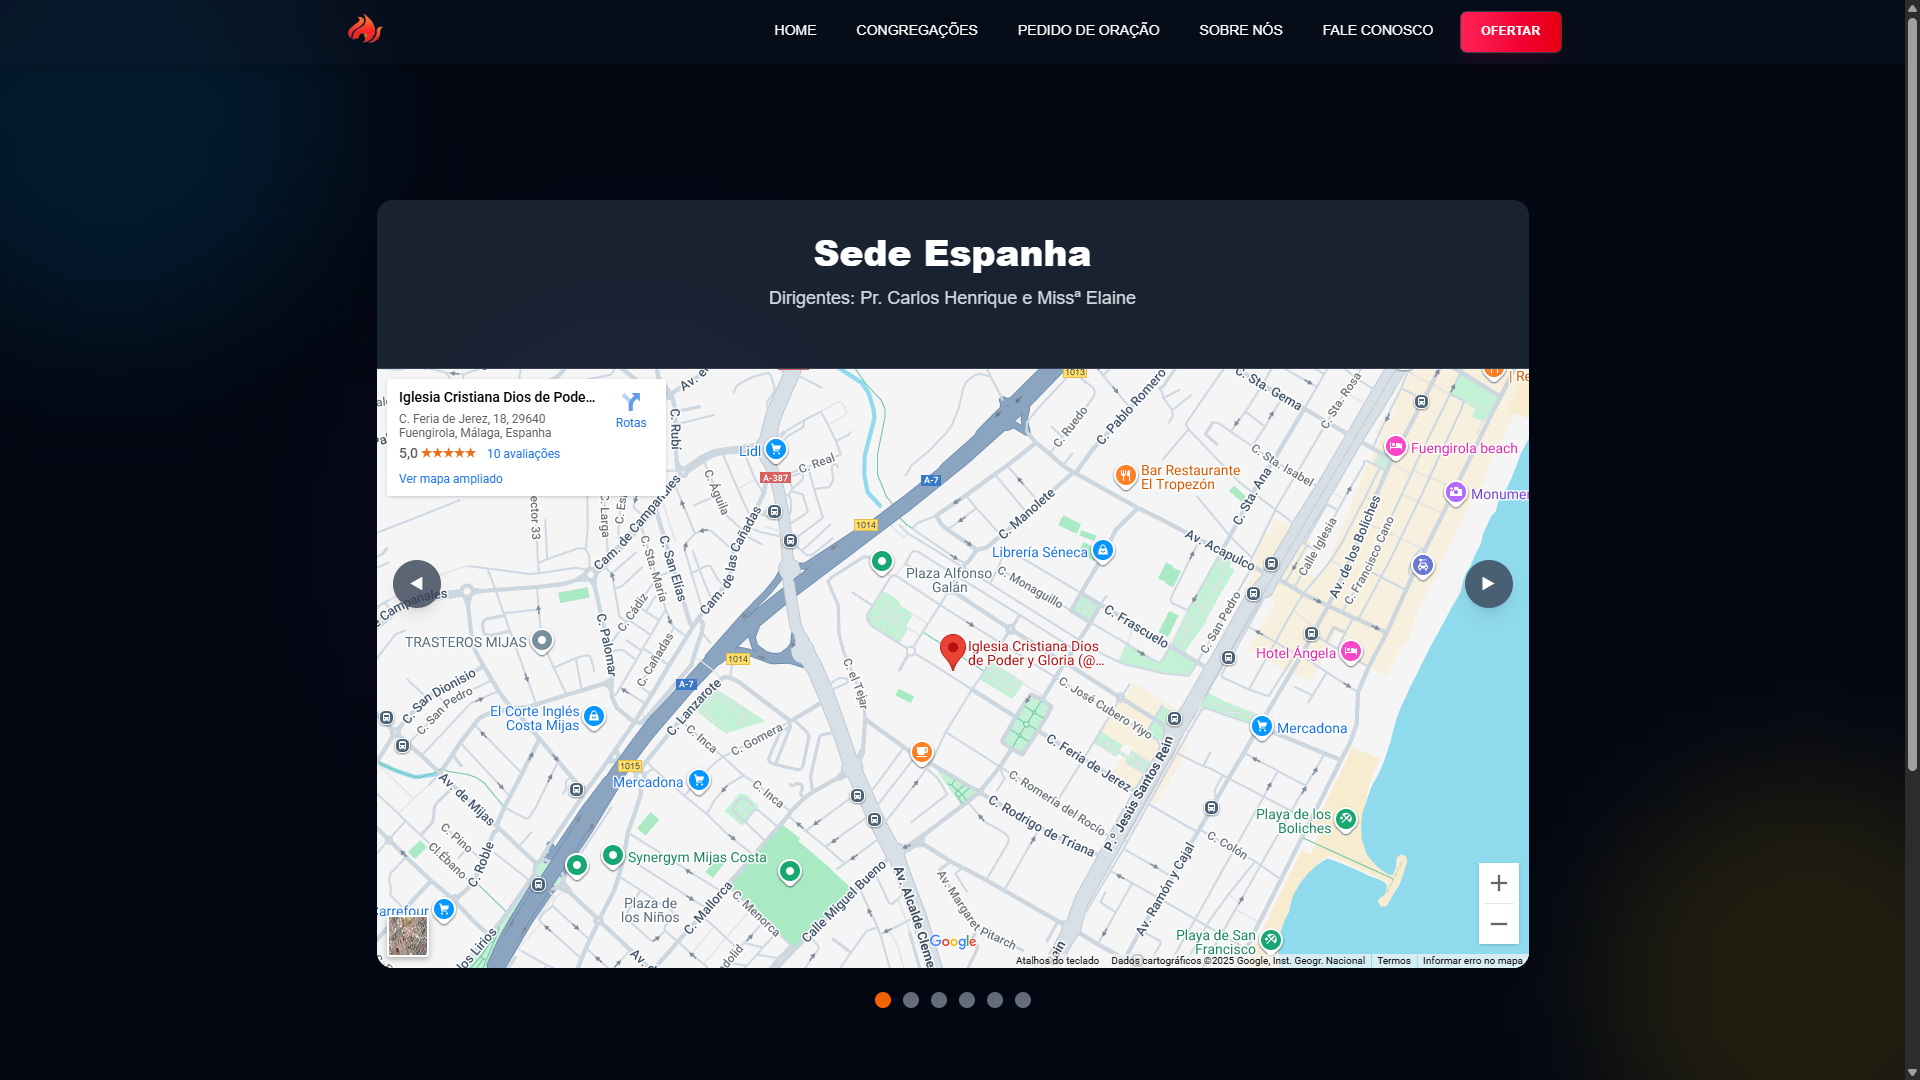 HOME
CONGREGAÇÕES
PEDIDO DE ORAÇÃO
SOBRE NÓS
FALE CONOSCO
OFERTAR
Sede Espanha
Dirigentes: Pr. Carlos Henrique e Missª Elaine
Iglesia Cristiana Dios de Pode...
C. Feria de Jerez, 18, 29640
Fuengirola, Málaga, Espanha
5,0
10 avaliações
Ver mapa ampliado
Rotas
1013
C. Sta. Gema
C. Sta. Rosa
C. Pablo Romero
C. Ruedo
C. Rubí
Lidl
C. Real
A-387
A-7
Fuengirola beach
Bar Restaurante
El Tropezón
C. Sta. Isabel
C. Sta. Ana
C. Águila
C. Larga
Cam. de Campanales
C. Manolete
1014
Av. Acapulco
Librería Séneca
Calle Iglesia
Av. de los Boliches
C. Francisco Cano
Cam. de las Cañadas
C. San Elías
C. Sta. María
Plaza Alfonso
Galán
C. Monaguillo
C. Cádiz
C. Frascuelo
C. San Pedro
TRASTEROS MIJAS
C. Palomar
C. Cañadas
1014
Iglesia Cristiana Dios
de Poder y Gloria (@...
Hotel Ángela
C. el Tejar
A-7
C. San Dionisio
C. San Pedro
C. Lanzarote
C. José Cubero Yiyo
El Corte Inglés
Costa Mijas
C. Inca
C. Gomera
Mercadona
C. Feria de Jerez
P.º Jesús Santos Rein
1015
Mercadona
C. Inca
C. Romería del Rocío
C. Rodrigo de Triana
Av. de Mijas
Playa de los
Boliches
C. Pino
Cl.Ébano
C. Roble
C. Colón
Synergym Mijas Costa
Av. Ramón y Cajal
Plaza de
los Niños
C. Mallorca
C. Menorca
Calle Miguel Bueno
Av. Alcalde Cleme
Av. Margaret Pitarch
Playa de San
Francisco
Google
Atalhos do teclado
Dados cartográficos ©2025 Google, Inst. Geogr. Nacional
Termos
Informar erro no mapa